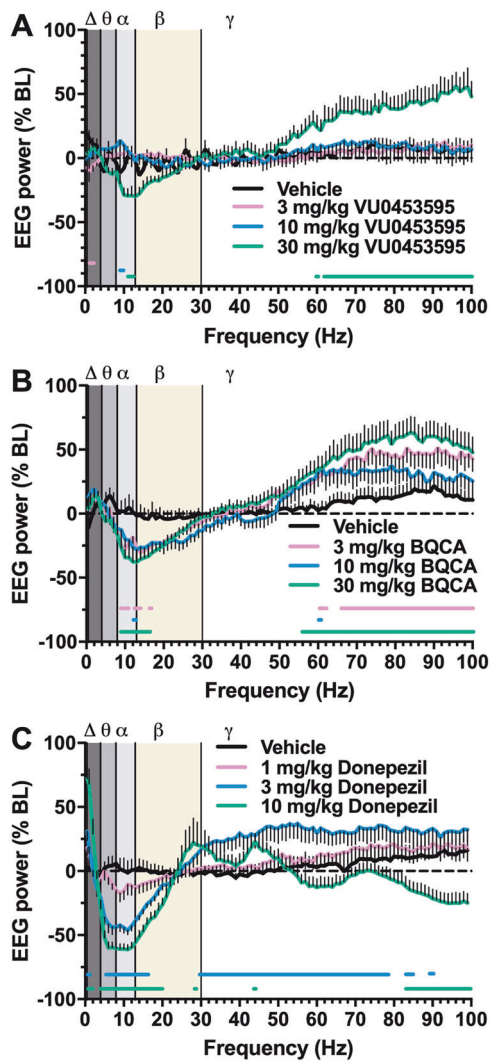 A
Δ θ α β γ
EEG power (% BL)
100
50
0
-50
-100
Vehicle
3 mg/kg VU0453595
10 mg/kg VU0453595
30 mg/kg VU0453595
0 10 20 30 40 50 60 70 80 90 100
Frequency (Hz)
B
Δ θ α β γ
EEG power (% BL)
100
50
0
-50
-100
Vehicle
3 mg/kg BQCA
10 mg/kg BQCA
30 mg/kg BQCA
0 10 20 30 40 50 60 70 80 90 100
Frequency (Hz)
C
Δ θ α β γ
EEG power (% BL)
100
50
0
-50
-100
Vehicle
1 mg/kg Donepezil
3 mg/kg Donepezil
10 mg/kg Donepezil
0 10 20 30 40 50 60 70 80 90 100
Frequency (Hz)